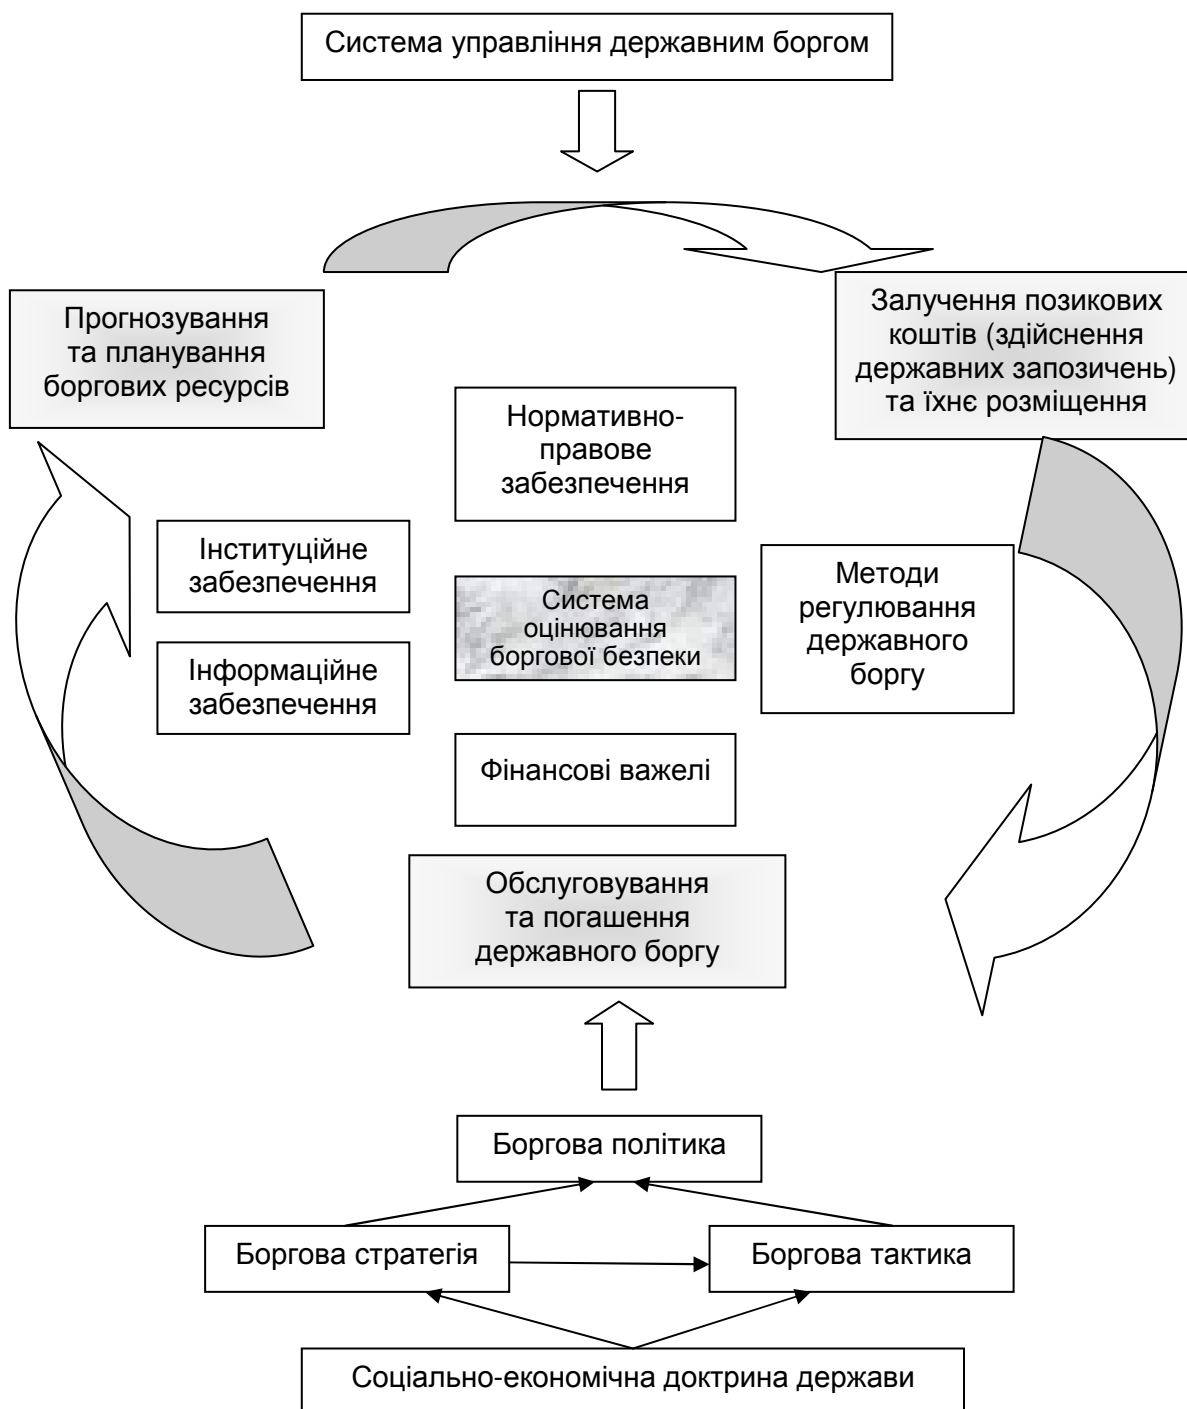 Система управління державним боргом
Прогнозування
та планування
боргових ресурсів
Залучення позикових
коштів (здійснення
державних запозичень)
та їхнє розміщення
Нормативно-
правове
забезпечення
Інституційне
забезпечення
Система
оцінювання
боргової безпеки
Методи
регулювання
державного
боргу
Інформаційне
забезпечення
Фінансові важелі
Обслуговування
та погашення
державного боргу
Боргова політика
Боргова стратегія
Боргова тактика
Соціально-економічна доктрина держави